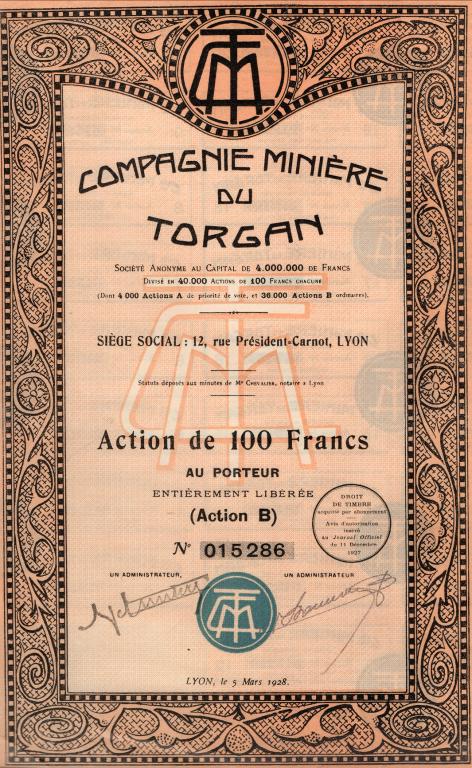 COMPAGNIE MINIÈRE
DU
TORGAN
SOCIÉTÉ ANONYME AU CAPITAL DE 4.000.000 DE FRANCS
DIVISÉ EN 40.000 ACTIONS DE 100 FRANCS CHACUNE
(Dont 4 000 Actions A de priorité de vote, et 36.000 Actions B ordinaires).
SIÈGE SOCIAL : 12, rue Président-Carnot, LYON
Statuts déposés aux minutes de Me CHEVALIER, notaire à Lyon
Action de 100 Francs
AU PORTEUR
ENTIÈREMENT LIBÉRÉE
(Action B)
No 015286
DROIT
DE TIMBRE
acquitté par abonnement
Avis d'autorisation
inséré
au Journal Officiel
du 11 Décembre
1927
UN ADMINISTRATEUR,
UN ADMINISTRATEUR
LYON, le 5 Mars 1928.